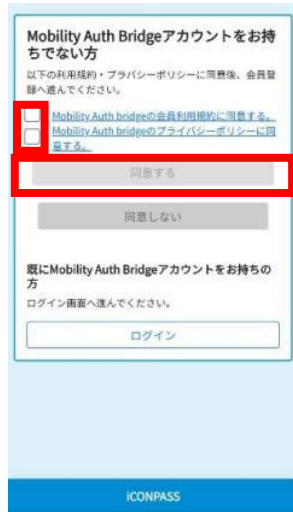 Mobility Auth Bridgeアカウントをお持
ちでない方
以下の利用規約・プラバシーポリシーに同意後、会員登
録へ進んでください。
Mobility Auth bridgeの会員利用規約に同意する。
Mobility Auth bridgeのプライバシーポリシーに同
意する。
同意する
同意しない
既にMobility Auth Bridgeアカウントをお持ちの
方
ログイン画面へ進んでください。
ログイン
iCONPASS